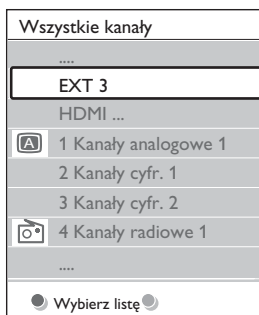 Wszystkie kanały
....
EXT 3
HDMI ...
A 1 Kanały analogowe 1
2 Kanały cyfr. 1
3 Kanały cyfr. 2
4 Kanały radiowe 1
....
Wybierz listę